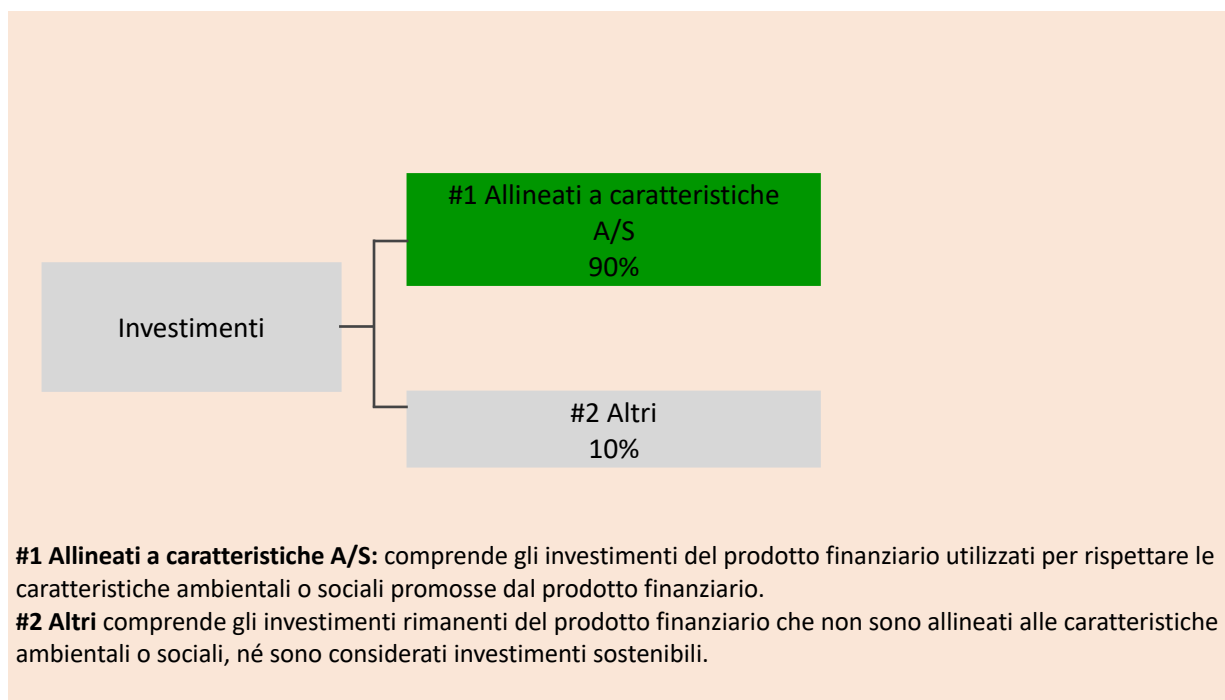 #1 Allineati a caratteristiche
A/S
90%
Investimenti
#2 Altri
10%
#1 Allineati a caratteristiche A/S: comprende gli investimenti del prodotto finanziario utilizzati per rispettare le
caratteristiche ambientali o sociali promosse dal prodotto finanziario.
#2 Altri comprende gli investimenti rimanenti del prodotto finanziario che non sono allineati alle caratteristiche
ambientali o sociali, né sono considerati investimenti sostenibili.